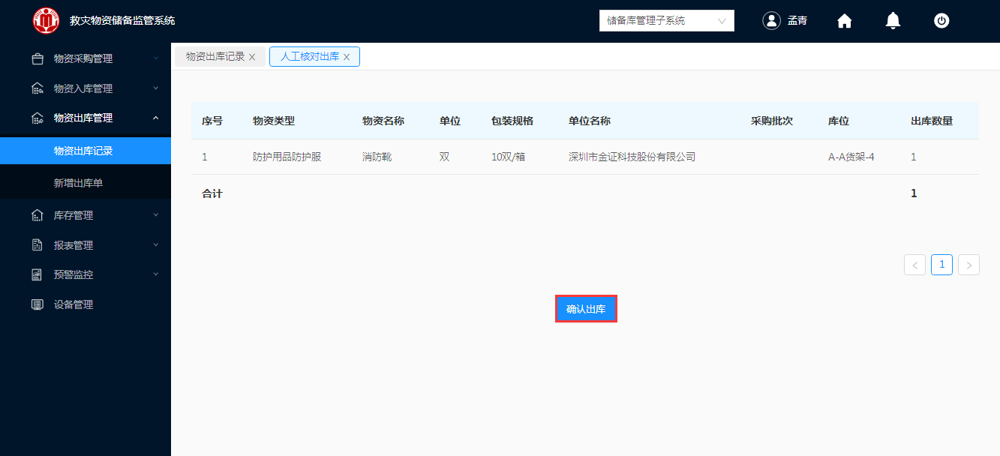 救灾物资储备监管系统
储备库管理子系统
孟青
物资采购管理
物资入库管理
物资出库管理
物资出库记录
新增出库单
库存管理
报表管理
预警监控
设备管理
物资出库记录 X
人工核对出库 X
序号 物资类型 物资名称 单位 包装规格 单位名称 采购批次 库位 出库数量
1 防护用品防护服 消防靴 双 10双/箱 深圳市金证科技股份有限公司 A-A货架-4 1
合计 1
< 1 >
确认出库